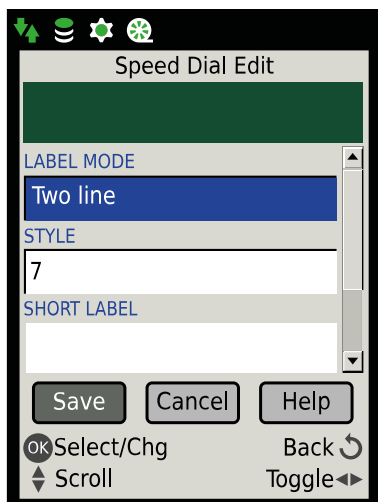 Speed Dial Edit
LABEL MODE
Two line
STYLE
7
SHORT LABEL
Save Cancel Help
OK Select/Chg Back
Scroll Toggle